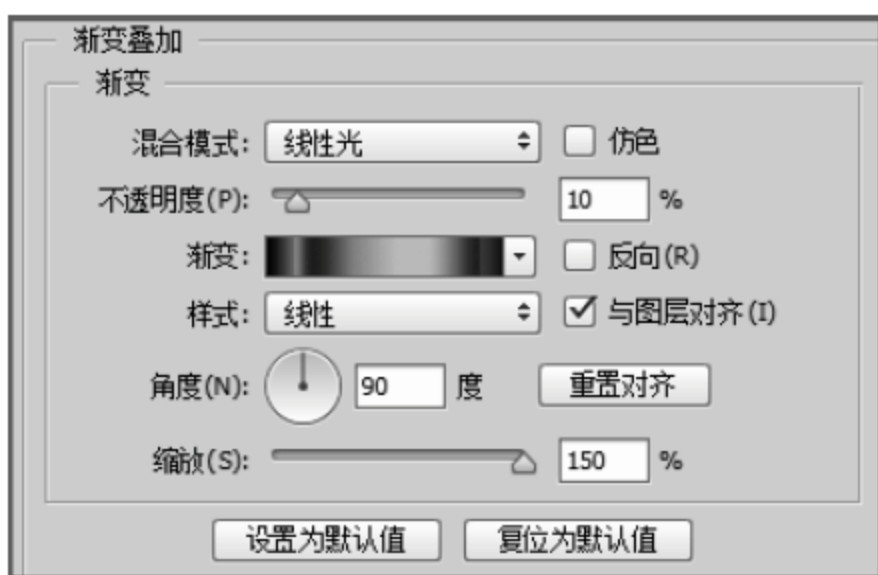 渐变叠加
渐变
混合模式: 线性光 仿色
不透明度(P): 10 %
渐变: 反向(R)
样式: 线性 与图层对齐(I)
角度(N): 90 度 重置对齐
缩放(S): 150 %
设置为默认值 复位为默认值